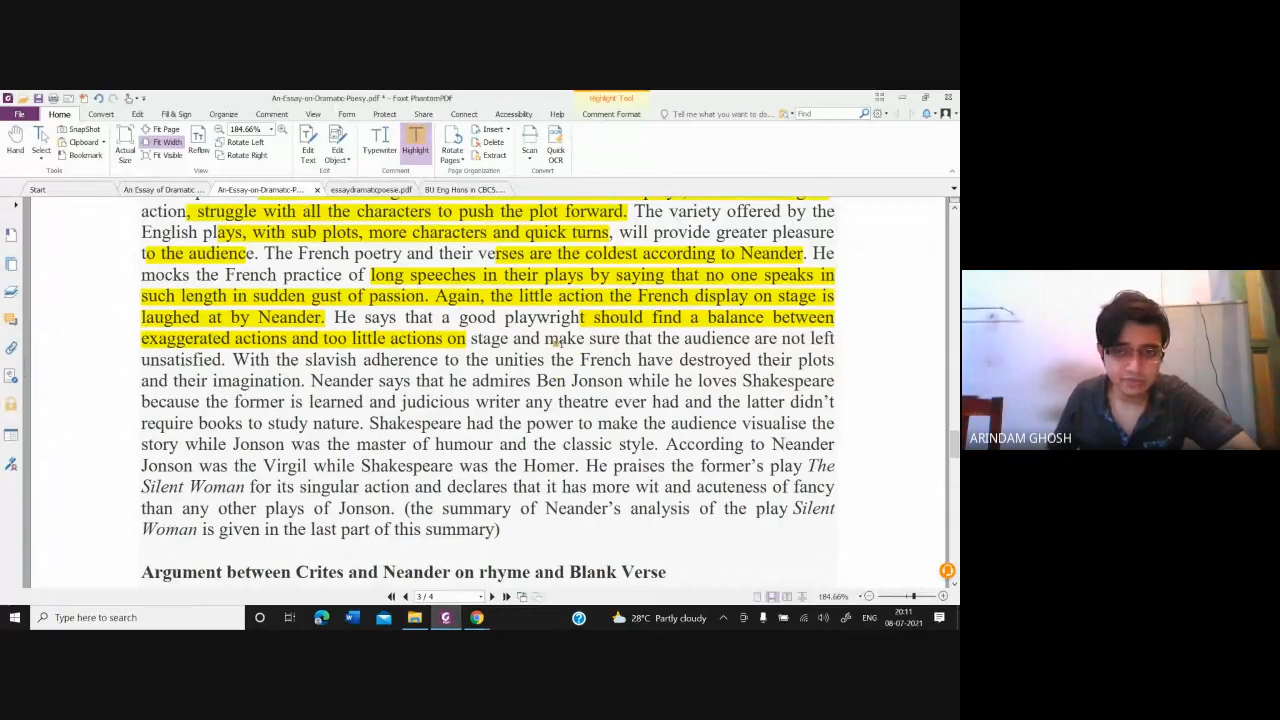 An-Essay-on-Dramatic-Poesy.pdf * - Foxit PhantomPDF
Highlight Tool
File
Home
Convert
Edit
Fill & Sign
Organize
Comment
View
Form
Protect
Share
Connect
Accessibility
Help
Comment Format
Tell me what you want to do...
Find
Hand
Select
SnapShot
Clipboard
Bookmark
Tools
Actual Size
Fit Page
Fit Width
Fit Visible
Reflow
184.66%
Rotate Left
Rotate Right
View
Edit Text
Edit Object
Edit
Typewriter
Highlight
Comment
Rotate Pages
Insert
Delete
Extract
Page Organization
Scan
Quick OCR
Convert
Start
An Essay of Dramatic ...
An-Essay-on-Dramatic-P...
essaydramaticpoesie.pdf
BU Eng Hons in CBCS....
action, struggle with all the characters to push the plot forward. The variety offered by the
English plays, with sub plots, more characters and quick turns, will provide greater pleasure
to the audience. The French poetry and their verses are the coldest according to Neander. He
mocks the French practice of long speeches in their plays by saying that no one speaks in
such length in sudden gust of passion. Again, the little action the French display on stage is
laughed at by Neander. He says that a good playwright should find a balance between
exaggerated actions and too little actions on stage and make sure that the audience are not left
unsatisfied. With the slavish adherence to the unities the French have destroyed their plots
and their imagination. Neander says that he admires Ben Jonson while he loves Shakespeare
because the former is learned and judicious writer any theatre ever had and the latter didn't
require books to study nature. Shakespeare had the power to make the audience visualise the
story while Jonson was the master of humour and the classic style. According to Neander
Jonson was the Virgil while Shakespeare was the Homer. He praises the former's play The
Silent Woman for its singular action and declares that it has more wit and acuteness of fancy
than any other plays of Jonson. (the summary of Neander's analysis of the play Silent
Woman is given in the last part of this summary)
Argument between Crites and Neander on rhyme and Blank Verse
3 / 4
184.66%
Type here to search
28°C Partly cloudy
ENG
20:11
08-07-2021
ARINDAM GHOSH